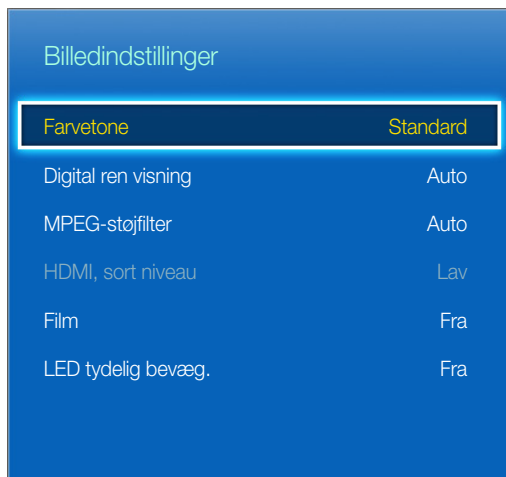 Billedindstillinger
Farvetone Standard
Digital ren visning Auto
MPEG-støjfilter Auto
HDMI, sort niveau Lav
Film Fra
LED tydelig bevæg. Fra